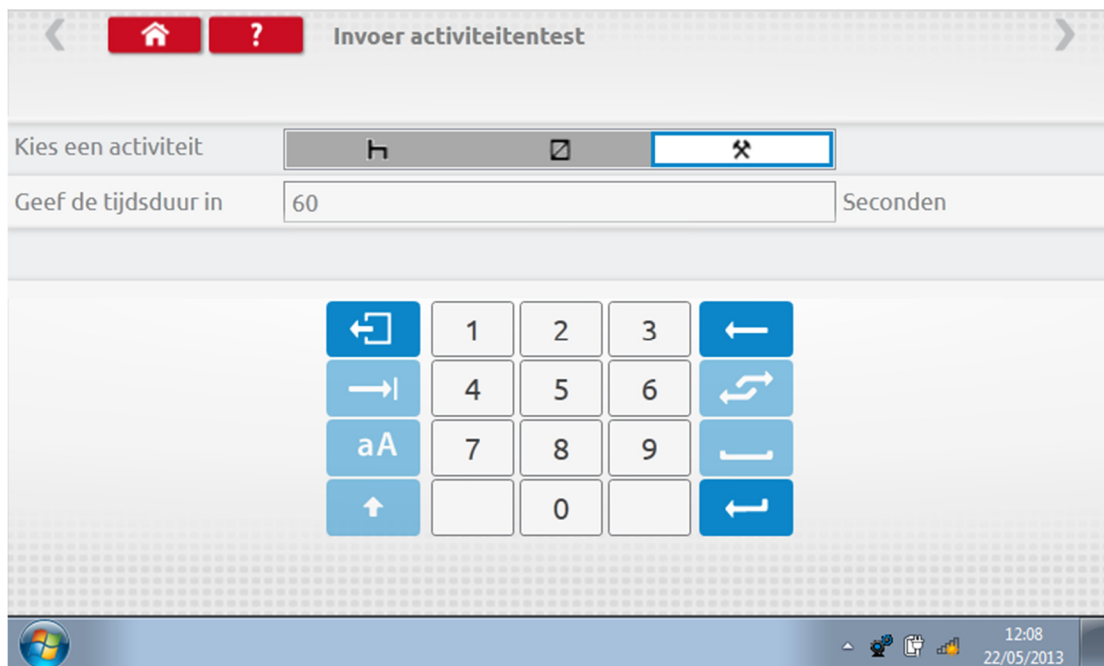 ? Invoer activiteitentest
Kies een activiteit
Geef de tijdsduur in 60 Seconden
1 2 3
4 5 6
aA 7 8 9
0
12:08
22/05/2013